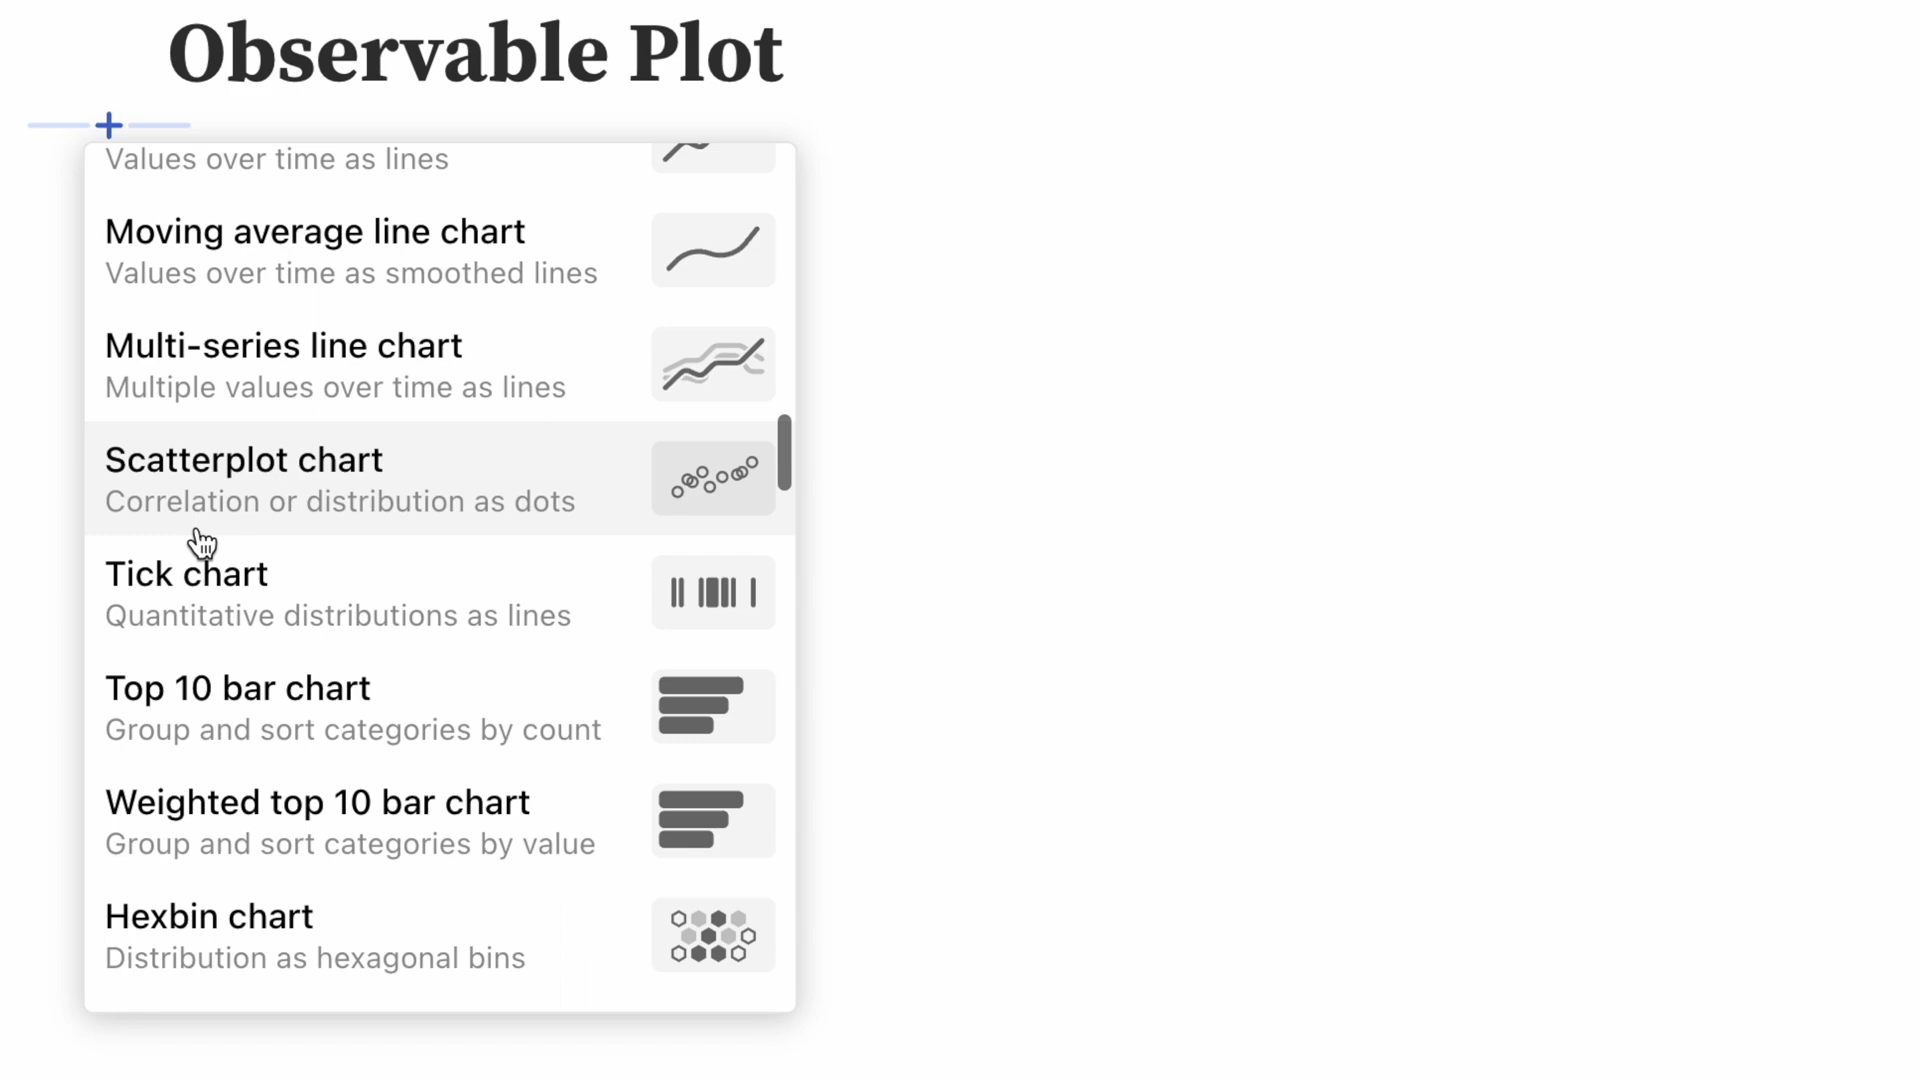 Observable Plot
Values over time as lines
Moving average line chart
Values over time as smoothed lines
Multi-series line chart
Multiple values over time as lines
Scatterplot chart
Correlation or distribution as dots
Tick chart
Quantitative distributions as lines
Top 10 bar chart
Group and sort categories by count
Weighted top 10 bar chart
Group and sort categories by value
Hexbin chart
Distribution as hexagonal bins